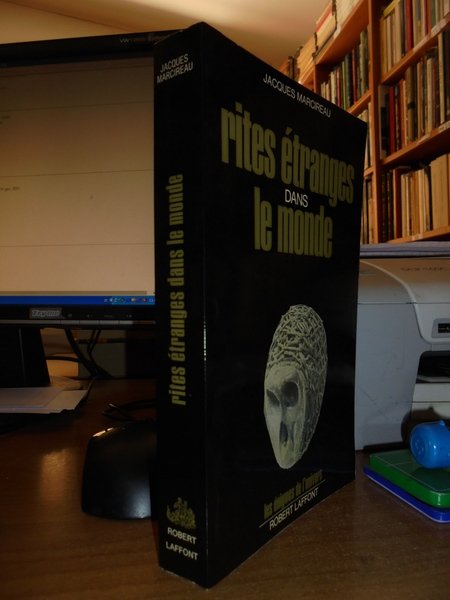 JACQUES MARCIREAU
rites étranges
DANS
le monde
les énigmes de l'univers
ROBERT LAFFONT
JACQUES
MARCIREAU
rites étranges dans le monde
ROBERT
LAFFONT